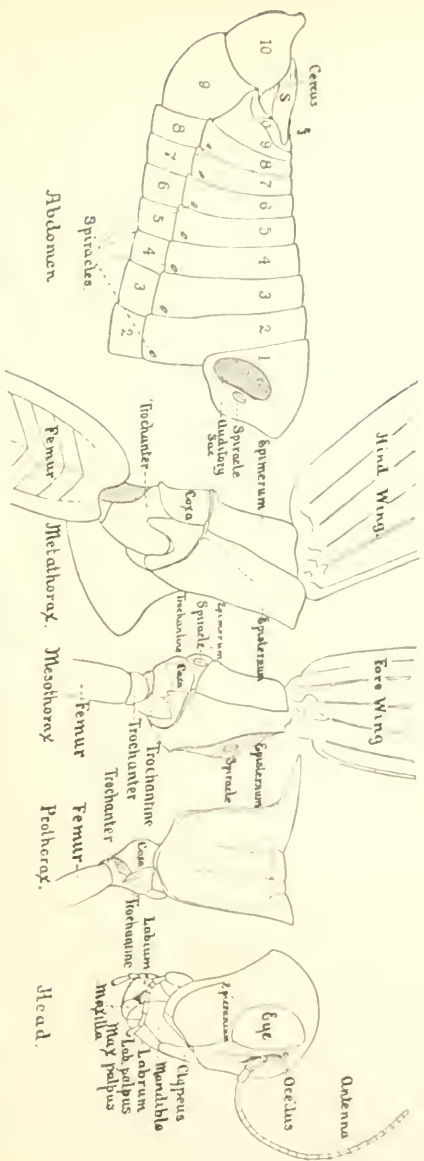 Cercus
10
S
g
9
9
8
8
7
7
6
6
5
5
4
4
3
3
2
2
1
Spiracles.
Abdomen
Hind Wing.
Epimerum
Spiracle
Auditory
Sac
Coxa
Trochanter
Femur
Metathorax.
Fore Wing
Episternum
Epimerum
Spiracle
Trochantine
Coxa
Episternum
Spiracle
Trochantine
Trochanter
Femur
Mesothorax
Coxa
Trochantine
Trochanter
Femur
Prothorax.
Antenna
Ocellus
Eye
Epicranium
Clypeus
Mandible
Labrum
Lab. palpus
Max palpus
Maxilla
Labium
Head.